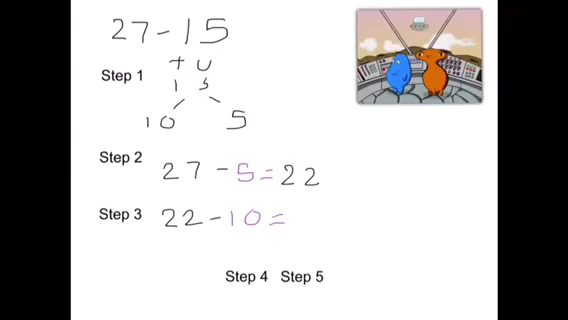 27-15
T U
Step 1
1 5
10 5
Step 2 27-5=22
Step 3 22-10=
Step 4 Step 5